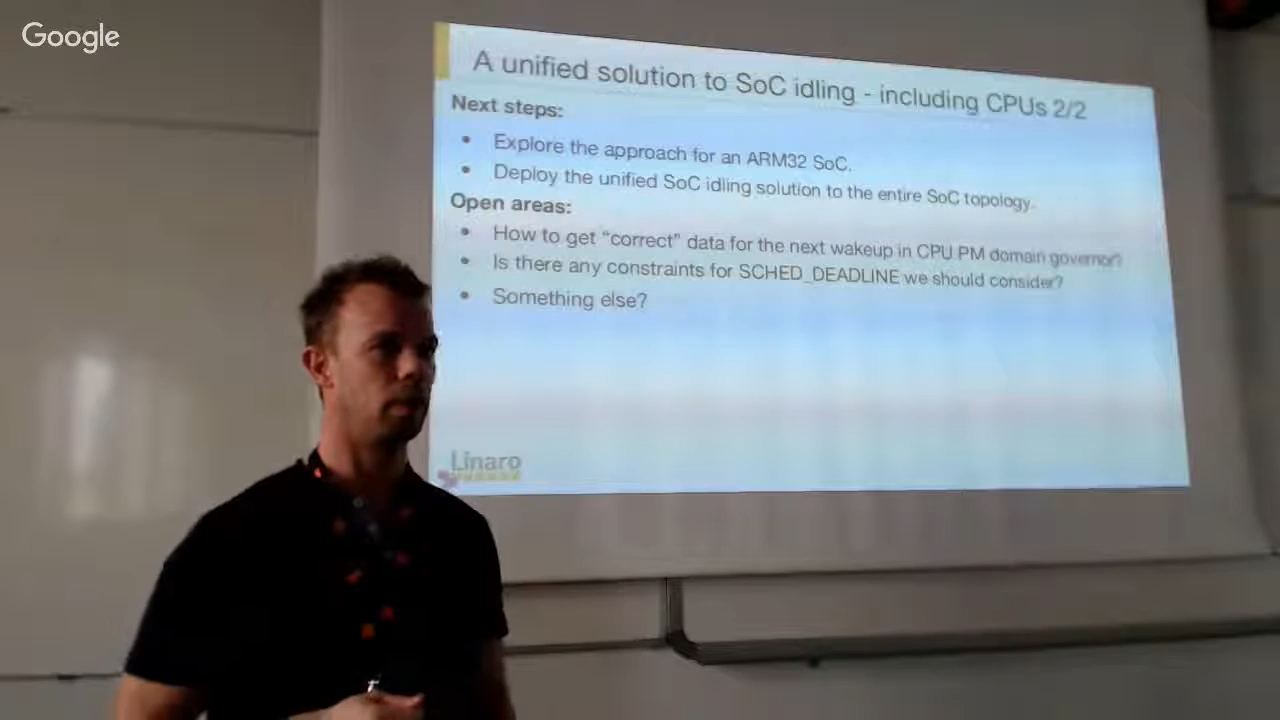 Google
A unified solution to SoC idling - including CPUs 2/2
Next steps:
• Explore the approach for an ARM32 SoC.
• Deploy the unified SoC idling solution to the entire SoC topology.
Open areas:
• How to get “correct” data for the next wakeup in CPU PM domain governor?
• Is there any constraints for SCHED_DEADLINE we should consider?
• Something else?
Linaro